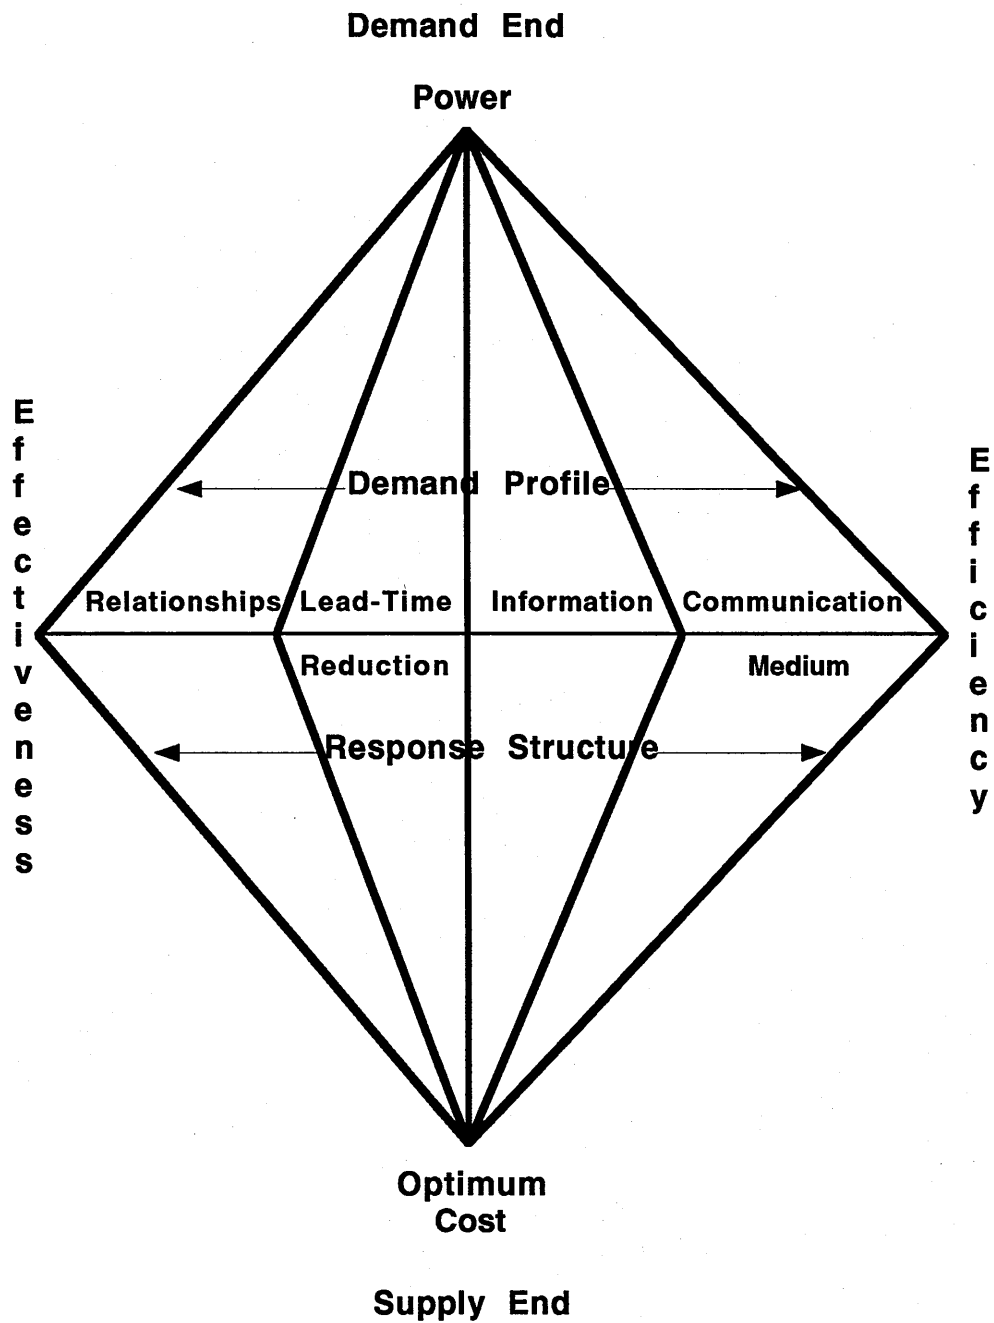 Demand End
Power
Effectiveness
Efficiency
Demand Profile
Relationships Lead-Time Information Communication
Reduction Medium
Response Structure
Optimum
Cost
Supply End